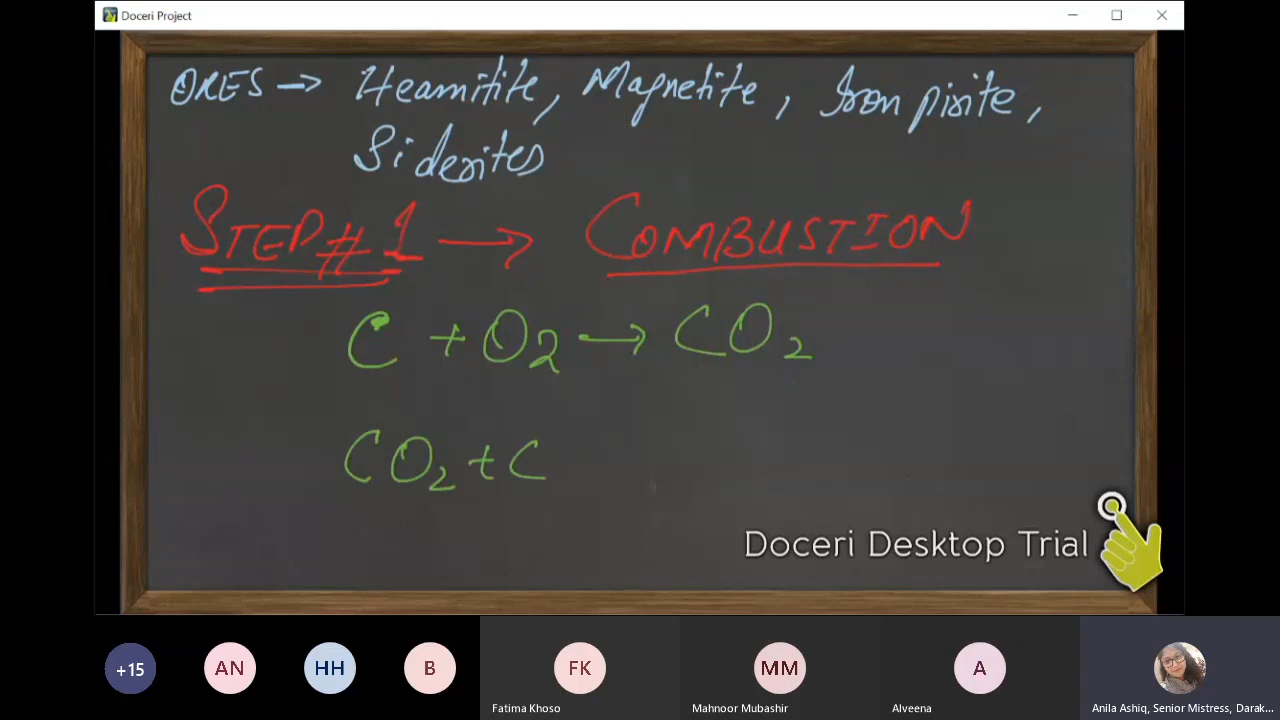 Doceri Project
ORES → Heamitite, Magnetite, Iron pirite,
Siderites
STEP#1 → COMBUSTION
C + O2 → CO2
CO2 + C
Doceri Desktop Trial
+15 AN HH B FK MM A
Fatima Khoso Mahnoor Mubashir Alveena Anila Ashiq, Senior Mistress, Darak...